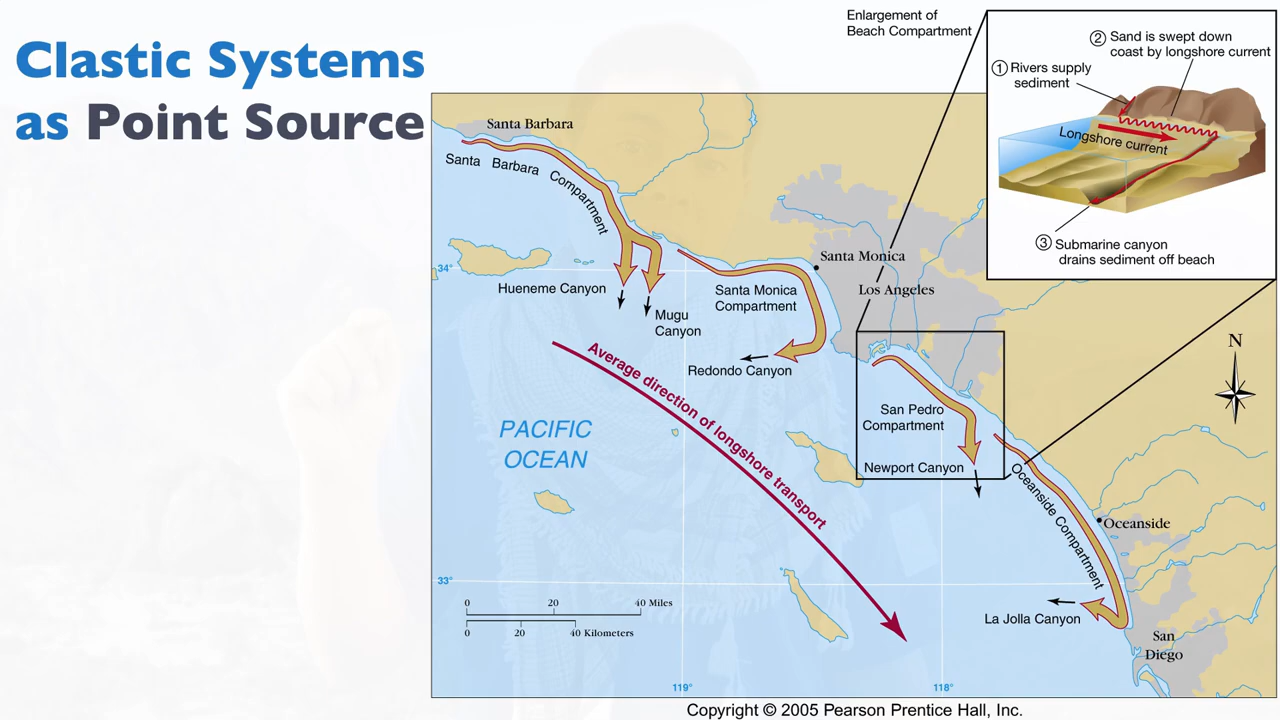 Clastic Systems
as Point Source
Enlargement of
Beach Compartment
② Sand is swept down
coast by longshore current
① Rivers supply
sediment
Longshore current
③ Submarine canyon
drains sediment off beach
Santa Barbara
Santa Barbara Compartment
34°
Hueneme Canyon
Mugu
Canyon
Santa Monica
Compartment
Santa Monica
Los Angeles
Redondo Canyon
Average direction of longshore transport
PACIFIC
OCEAN
San Pedro
Compartment
Newport Canyon
N
Oceanside Compartment
Oceanside
33°
0 20 40 Miles
0 20 40 Kilometers
La Jolla Canyon
San
Diego
119°
118°
Copyright © 2005 Pearson Prentice Hall, Inc.